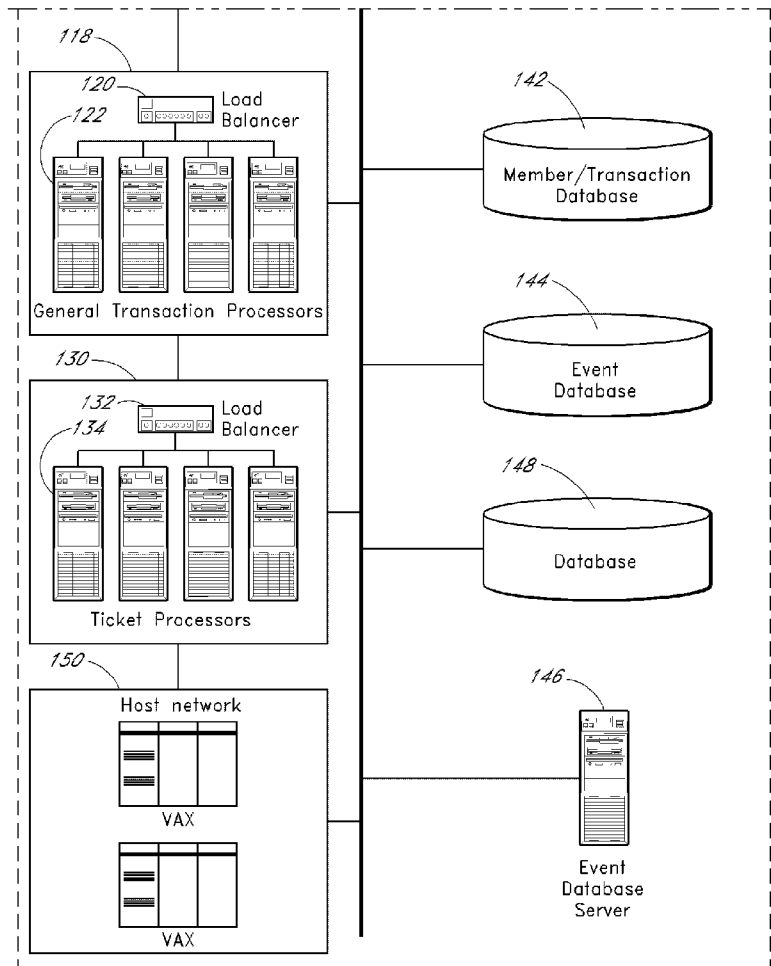 118
120
Load
Balancer
122
General Transaction Processors
130
132
Load
Balancer
134
Ticket Processors
150
Host network
VAX
VAX
142
Member/Transaction
Database
144
Event
Database
148
Database
146
Event
Database
Server